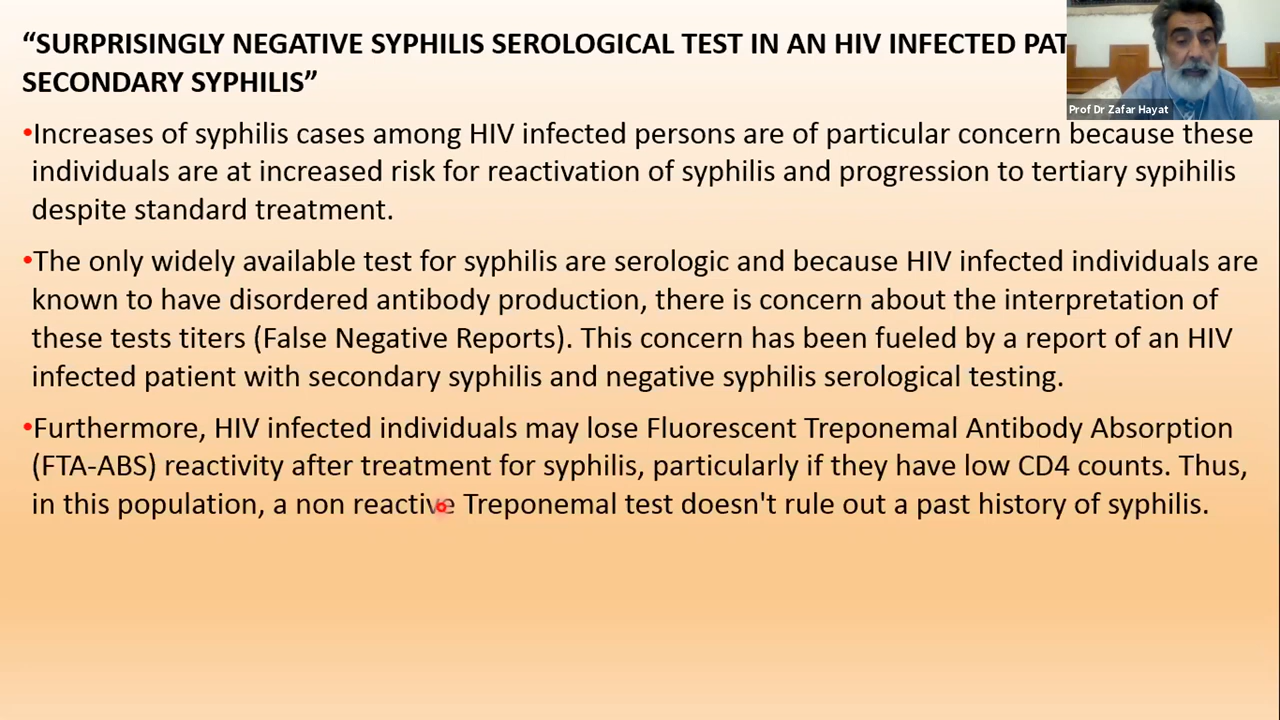 “SURPRISINGLY NEGATIVE SYPHILIS SEROLOGICAL TEST IN AN HIV INFECTED
SECONDARY SYPHILIS”
Prof Dr Zafar Hayat
•Increases of syphilis cases among HIV infected persons are of particular concern because these
individuals are at increased risk for reactivation of syphilis and progression to tertiary sypihilis
despite standard treatment.
•The only widely available test for syphilis are serologic and because HIV infected individuals are
known to have disordered antibody production, there is concern about the interpretation of
these tests titers (False Negative Reports). This concern has been fueled by a report of an HIV
infected patient with secondary syphilis and negative syphilis serological testing.
•Furthermore, HIV infected individuals may lose Fluorescent Treponemal Antibody Absorption
(FTA-ABS) reactivity after treatment for syphilis, particularly if they have low CD4 counts. Thus,
in this population, a non reactive Treponemal test doesn't rule out a past history of syphilis.